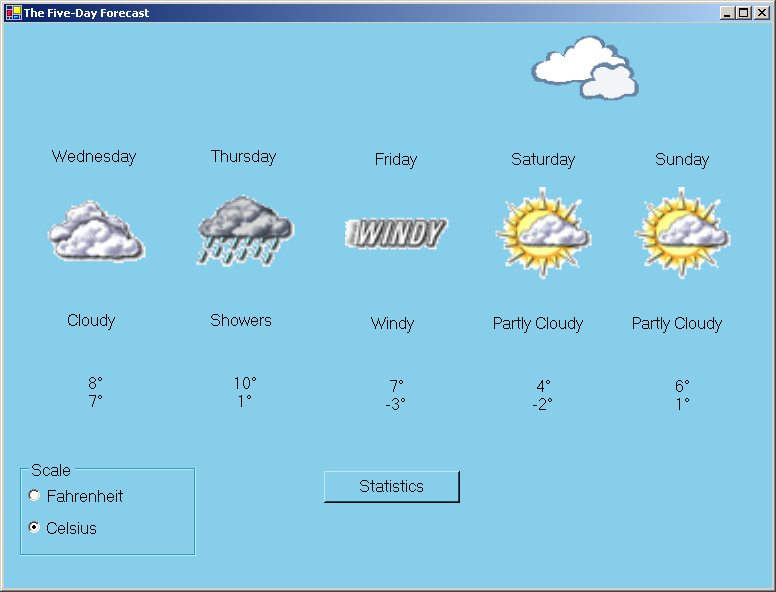 The Five-Day Forecast
Wednesday Thursday Friday Saturday Sunday
WINDY
Cloudy Showers Windy Partly Cloudy Partly Cloudy
8° 10° 7° 4° 6°
7° 1° -3° -2° 1°
Scale
Fahrenheit
Celsius
Statistics